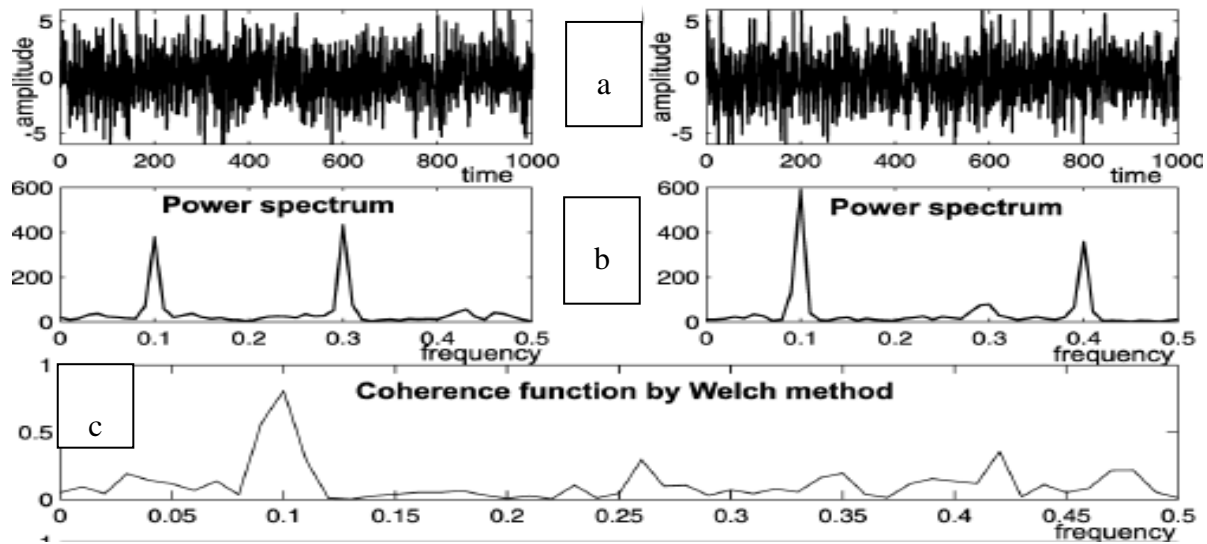 amplitude
5
0
-5
0 200 400 600 800 1000
time
a
amplitude
5
0
-5
0 200 400 600 800 1000
time
Power spectrum
600
400
200
0
0 0.1 0.2 0.3 0.4 0.5
frequency
b
Power spectrum
600
400
200
0
0 0.1 0.2 0.3 0.4 0.5
frequency
c
Coherence function by Welch method
1
0.5
0
0 0.05 0.1 0.15 0.2 0.25 0.3 0.35 0.4 0.45 0.5
frequency
1